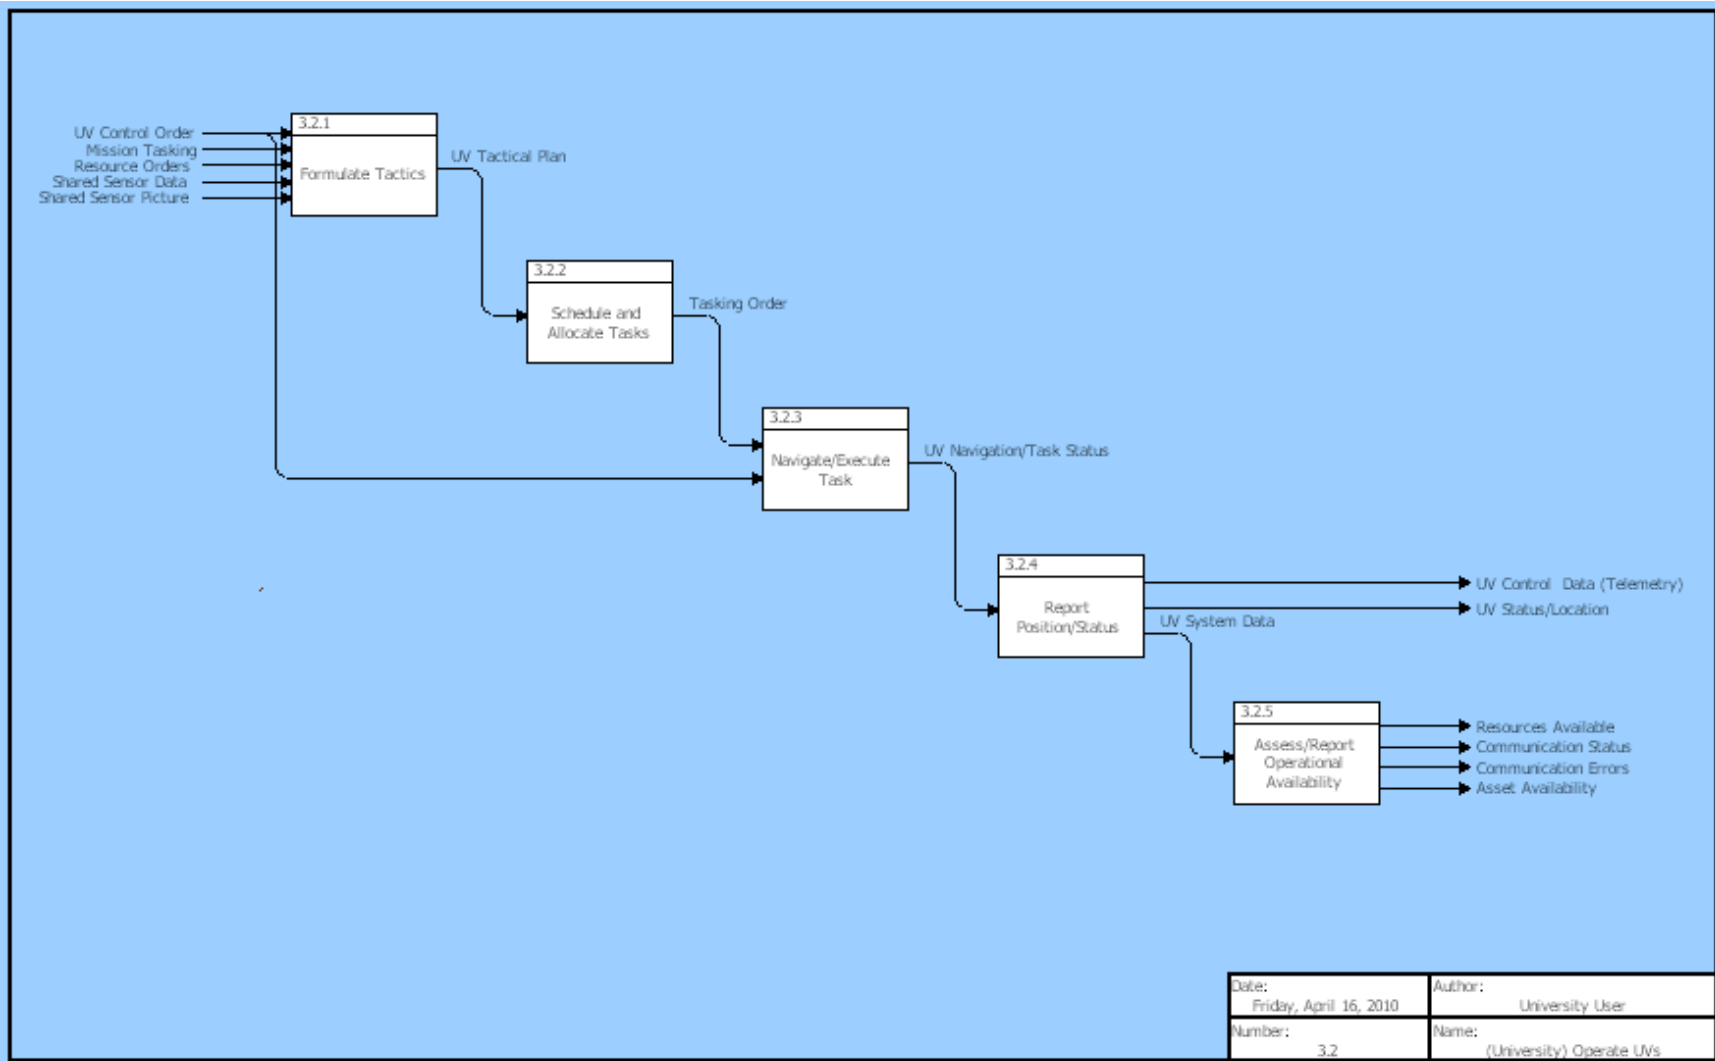 3.2.1
UV Control Order
Mission Tasking
Resource Orders
Shared Sensor Data
Shared Sensor Picture
Formulate Tactics
UV Tactical Plan
3.2.2
Schedule and
Allocate Tasks
Tasking Order
3.2.3
Navigate/Execute
Task
UV Navigation/Task Status
3.2.4
Report
Position/Status
UV Control Data (Telemetry)
UV Status/Location
UV System Data
3.2.5
Assess/Report
Operational
Availability
Resources Available
Communication Status
Communication Errors
Asset Availability
Date:
Friday, April 16, 2010
Author:
University User
Number:
3.2
Name:
(University) Operate UVs